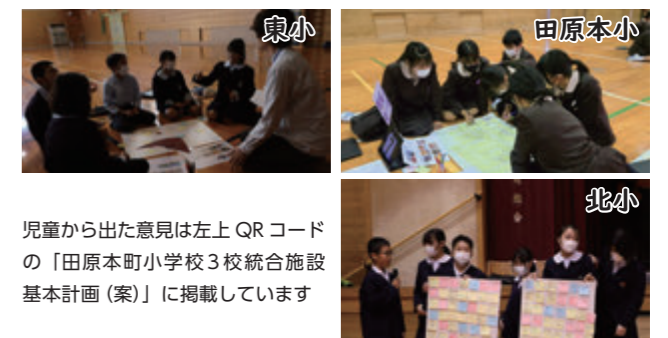 東小
田原本小
北小
児童から出た意見は左上 QR コード
の「田原本町小学校３校統合施設
基本計画（案）」に掲載しています